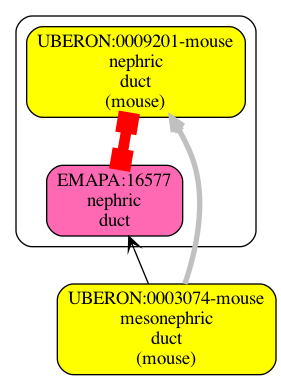 UBERON:0009201-mouse
nephric
duct
(mouse)
EMAPA:16577
nephric
duct
UBERON:0003074-mouse
mesonephric
duct
(mouse)